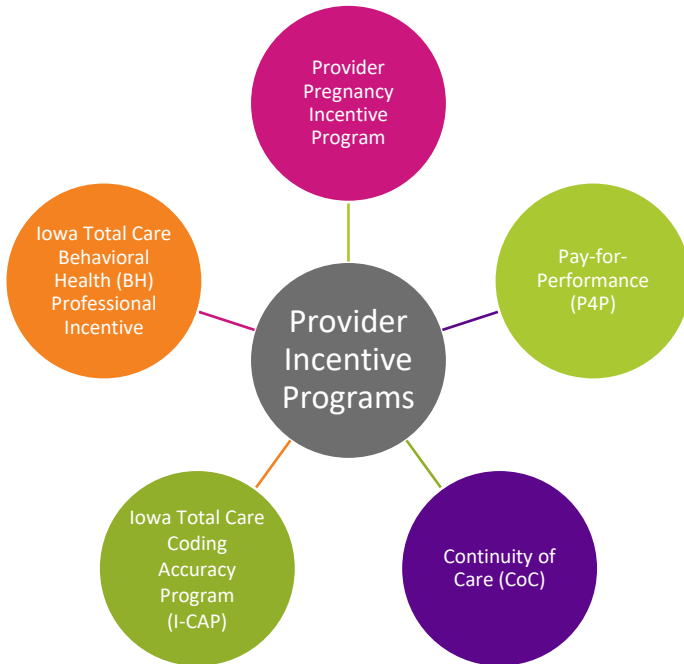 Provider
Pregnancy
Incentive
Program
Iowa Total Care
Behavioral
Health (BH)
Professional
Incentive
Pay-for-
Performance
(P4P)
Provider
Incentive
Programs
Iowa Total Care
Coding
Accuracy
Program
(I-CAP)
Continuity of
Care (CoC)